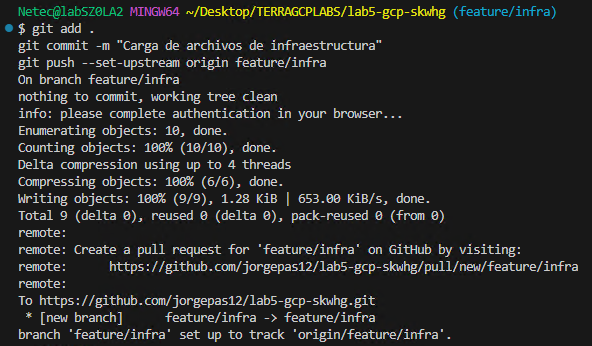 Netec@labSZ0LA2 MINGW64 ~/Desktop/TERRAGCPLABS/lab5-gcp-skwhg (feature/infra)
$ git add .
git commit -m "Carga de archivos de infraestructura"
git push --set-upstream origin feature/infra
On branch feature/infra
nothing to commit, working tree clean
info: please complete authentication in your browser...
Enumerating objects: 10, done.
Counting objects: 100% (10/10), done.
Delta compression using up to 4 threads
Compressing objects: 100% (6/6), done.
Writing objects: 100% (9/9), 1.28 KiB | 653.00 KiB/s, done.
Total 9 (delta 0), reused 0 (delta 0), pack-reused 0 (from 0)
remote:
remote: Create a pull request for 'feature/infra' on GitHub by visiting:
remote:      https://github.com/jorgepas12/lab5-gcp-skwhg/pull/new/feature/infra
remote:
To https://github.com/jorgepas12/lab5-gcp-skwhg.git
 * [new branch]      feature/infra -> feature/infra
branch 'feature/infra' set up to track 'origin/feature/infra'.